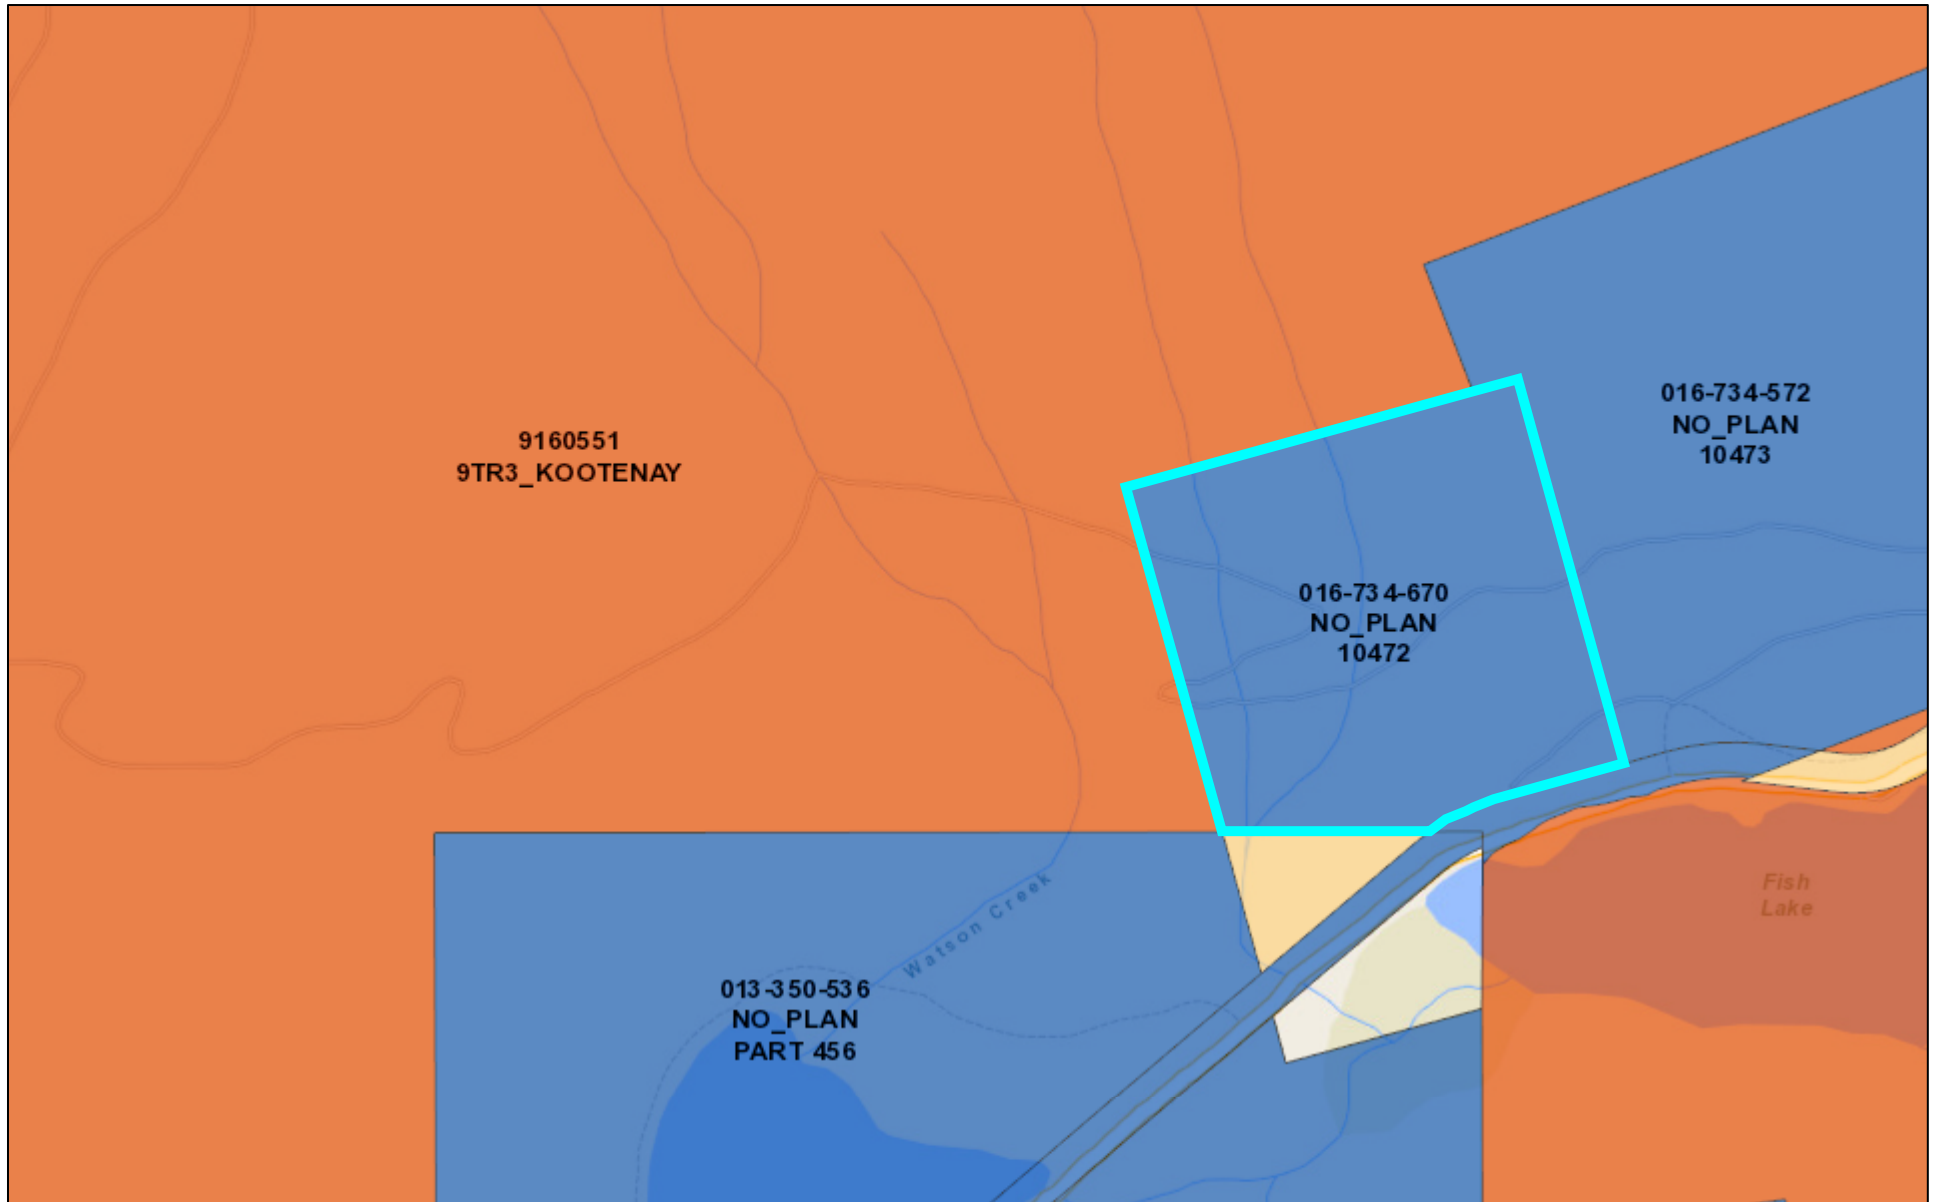 016-734-572
NO_PLAN
10473
9160551
9TR3_KOOTENAY
016-734-670
NO_PLAN
10472
Fish
Lake
Watson Creek
013-350-536
NO_PLAN
PART 456